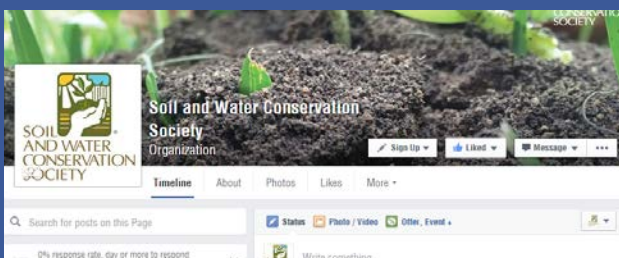 CONSERVATION
SOCIETY
SOIL
AND WATER
CONSERVATION
SOCIETY
Soil and Water Conservation
Society
Organization
Sign Up
Liked
Message
Timeline About Photos Likes More
Search for posts on this Page
Status Photo / Video Offer, Event +
0% response rate, day or more to respond
Write something...